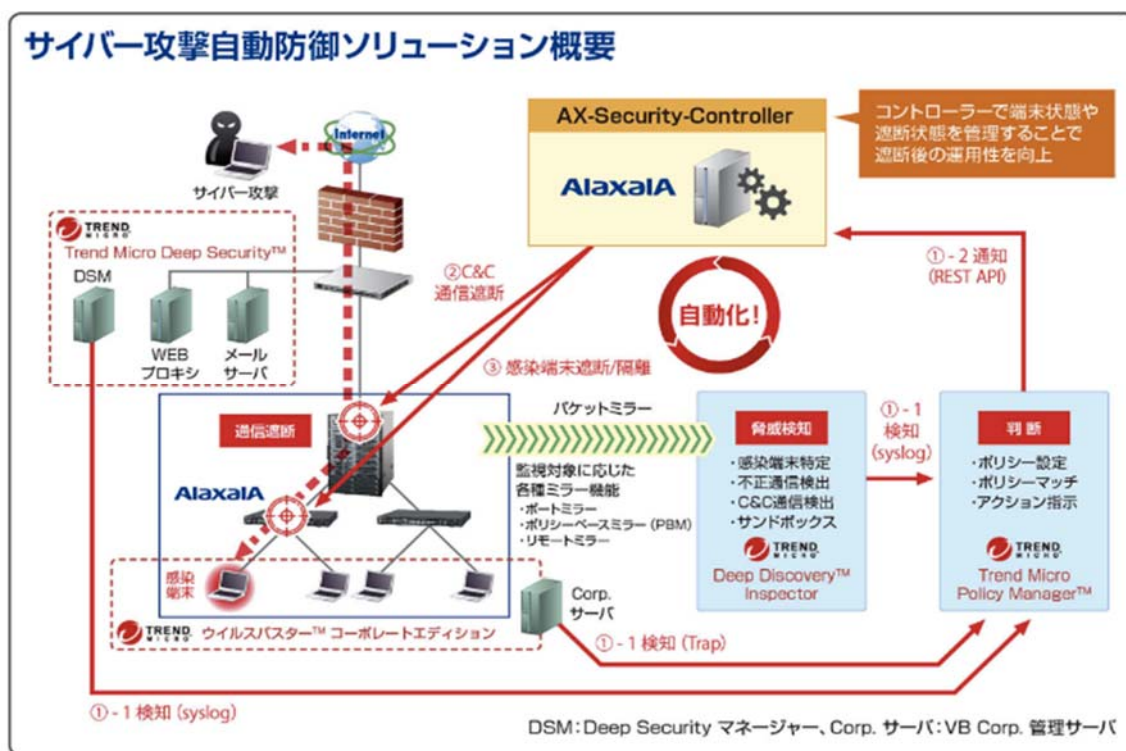 サイバー攻撃自動防御ソリューション概要
Internet
サイバー攻撃
AX-Security-Controller
AlaxalA
コントローラーで端末状態や
遮断状態を管理することで
遮断後の運用性を向上
TREND
MICRO
Trend Micro Deep Security™
DSM
WEB
プロキシ
メール
サーバ
②C&C
通信遮断
①-2 通知
(REST API)
自動化!
③ 感染端末遮断/隔離
通信遮断
AlaxalA
感染
端末
パケットミラー
監視対象に応じた
各種ミラー機能
・ポートミラー
・ポリシーベースミラー (PBM)
・リモートミラー
脅威検知
・感染端末特定
・不正通信検出
・C&C通信検出
・サンドボックス
TREND
MICRO
Deep Discovery™
Inspector
①-1
検知
(syslog)
判断
・ポリシー設定
・ポリシーマッチ
・アクション指示
TREND
MICRO
Trend Micro
Policy Manager™
TREND
MICRO
ウイルスバスター™ コーポレートエディション
Corp.
サーバ
①-1 検知 (Trap)
①-1 検知 (syslog)
DSM:Deep Security マネージャー、Corp. サーバ:VB Corp. 管理サーバ